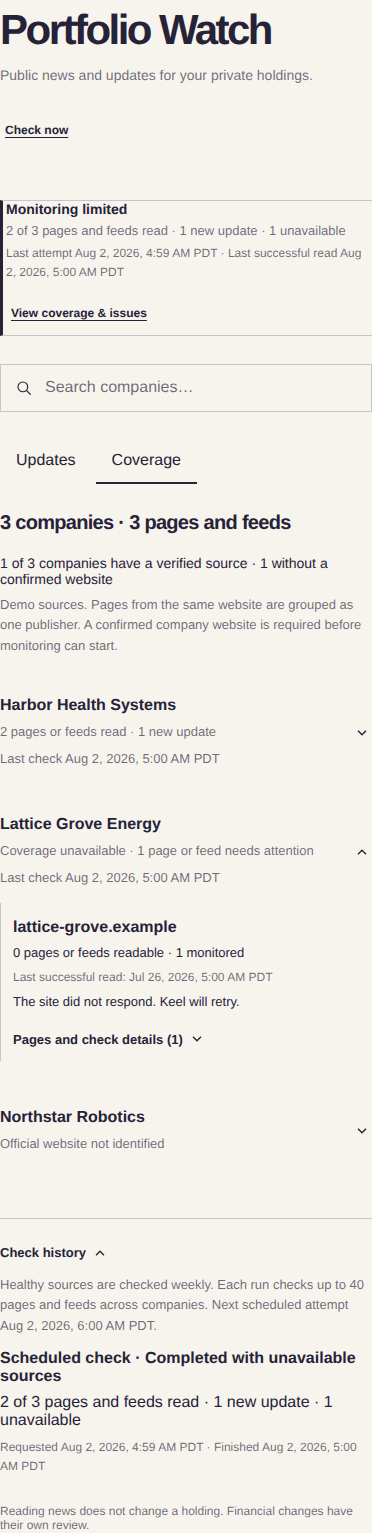 Portfolio Watch
Public news and updates for your private holdings.
Check now
Monitoring limited
2 of 3 pages and feeds read · 1 new update · 1 unavailable
Last attempt Aug 2, 2026, 4:59 AM PDT · Last successful read Aug
2, 2026, 5:00 AM PDT
View coverage & issues
Search companies…
Updates
Coverage
3 companies · 3 pages and feeds
1 of 3 companies have a verified source · 1 without a
confirmed website
Demo sources. Pages from the same website are grouped as
one publisher. A confirmed company website is required before
monitoring can start.
Harbor Health Systems
2 pages or feeds read · 1 new update
Last check Aug 2, 2026, 5:00 AM PDT
Lattice Grove Energy
Coverage unavailable · 1 page or feed needs attention
Last check Aug 2, 2026, 5:00 AM PDT
lattice-grove.example
0 pages or feeds readable · 1 monitored
Last successful read: Jul 26, 2026, 5:00 AM PDT
The site did not respond. Keel will retry.
Pages and check details (1)
Northstar Robotics
Official website not identified
Check history
Healthy sources are checked weekly. Each run checks up to 40
pages and feeds across companies. Next scheduled attempt
Aug 2, 2026, 6:00 AM PDT.
Scheduled check · Completed with unavailable
sources
2 of 3 pages and feeds read · 1 new update · 1
unavailable
Requested Aug 2, 2026, 4:59 AM PDT · Finished Aug 2, 2026, 5:00
AM PDT
Reading news does not change a holding. Financial changes have
their own review.